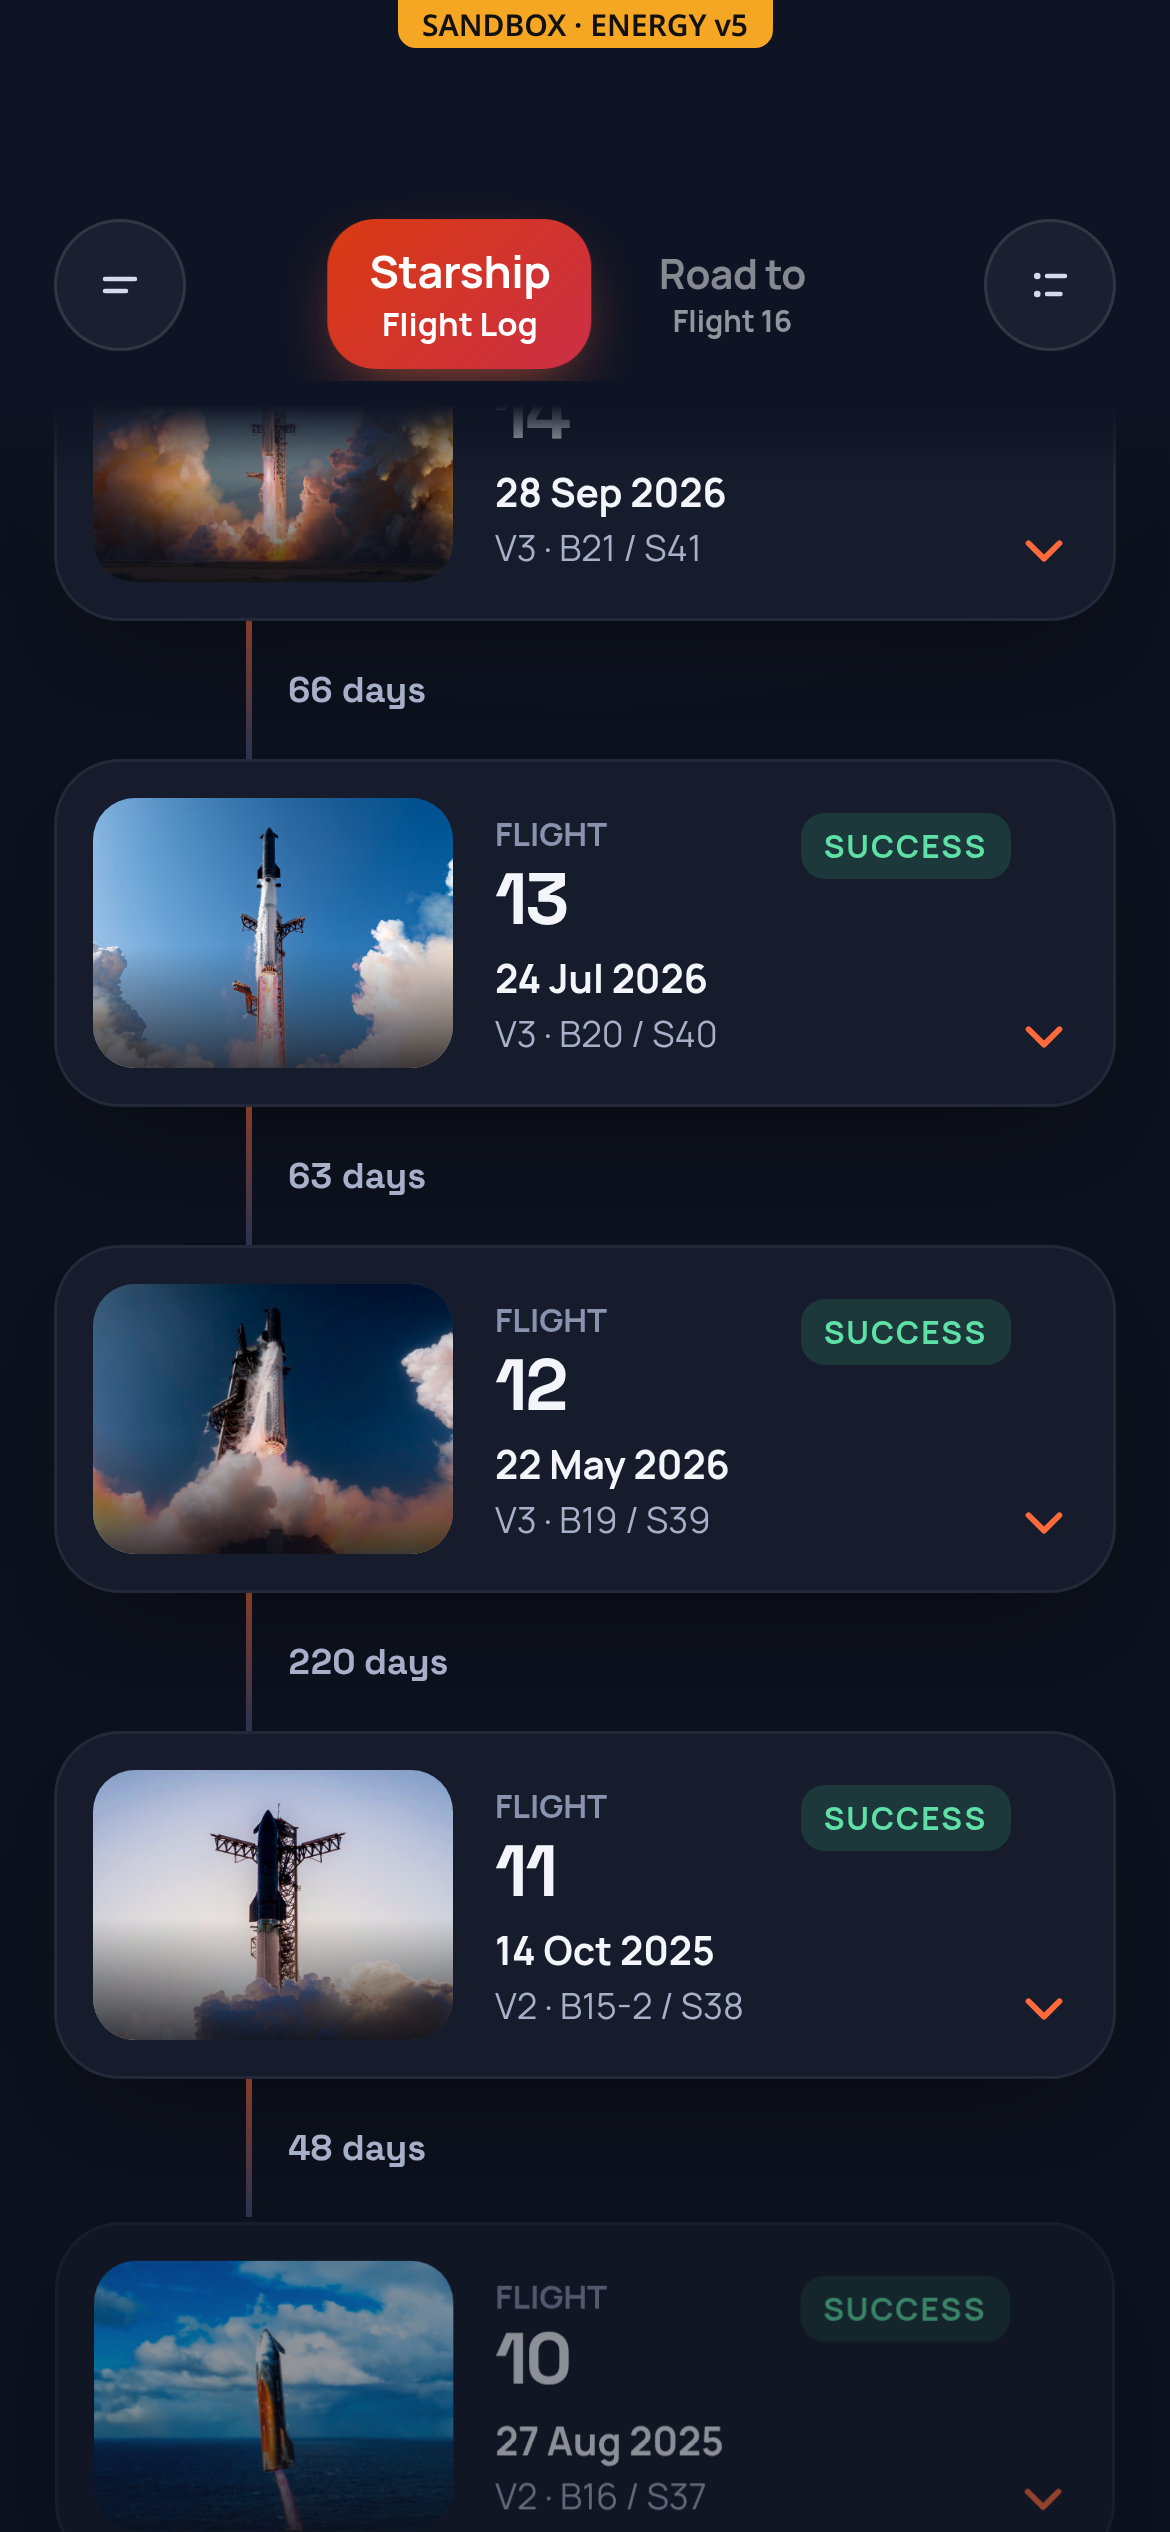 SANDBOX · ENERGY v5
Starship
Flight Log
Road to
Flight 16
14
28 Sep 2026
V3 · B21 / S41
66 days
FLIGHT
SUCCESS
13
24 Jul 2026
V3 · B20 / S40
63 days
FLIGHT
SUCCESS
12
22 May 2026
V3 · B19 / S39
220 days
FLIGHT
SUCCESS
11
14 Oct 2025
V2 · B15-2 / S38
48 days
FLIGHT
SUCCESS
10
27 Aug 2025
V2 · B16 / S37